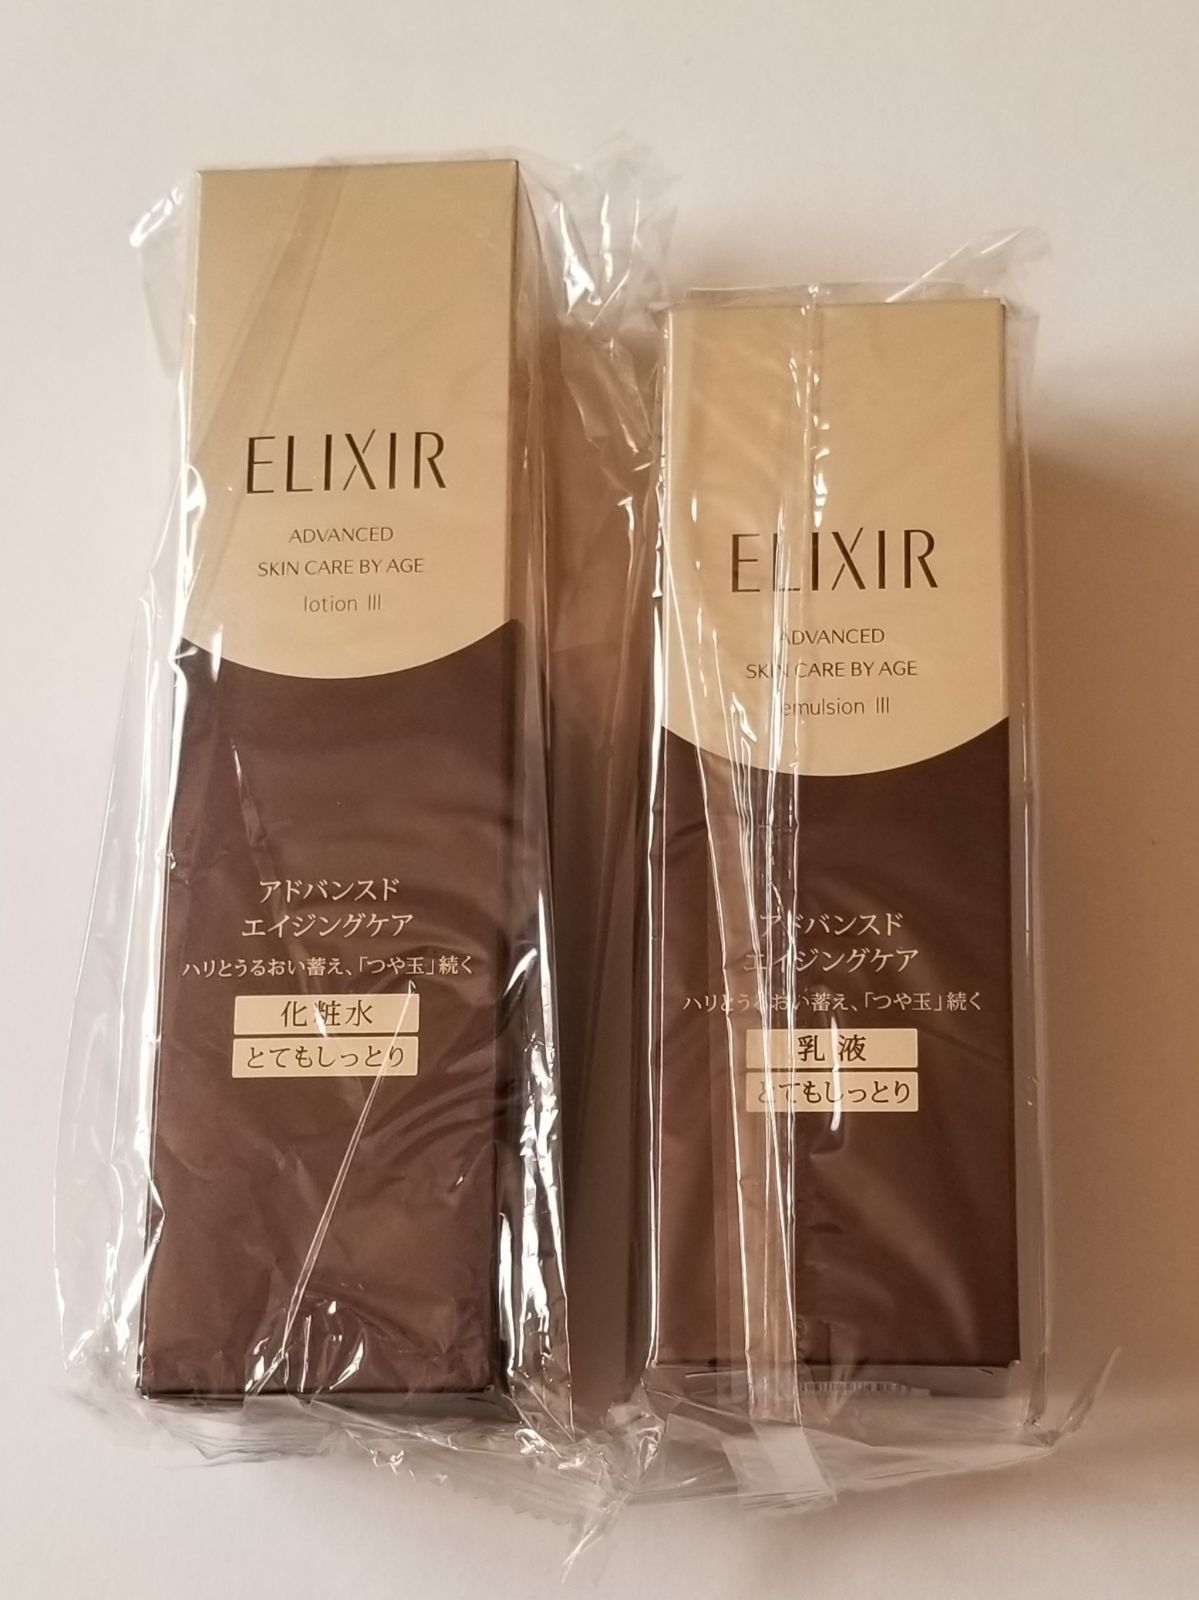 ELIXIR
ADVANCED
SKIN CARE BY AGE
lotion III
アドバンスド
エイジングケア
ハリとうるおい蓄え、「つや玉」続く
化粧水
とてもしっとり
ELIXIR
ADVANCED
SKIN CARE BY AGE
emulsion III
アドバンスド
エイジングケア
ハリとうるおい蓄え、「つや玉」続く
乳液
とてもしっとり